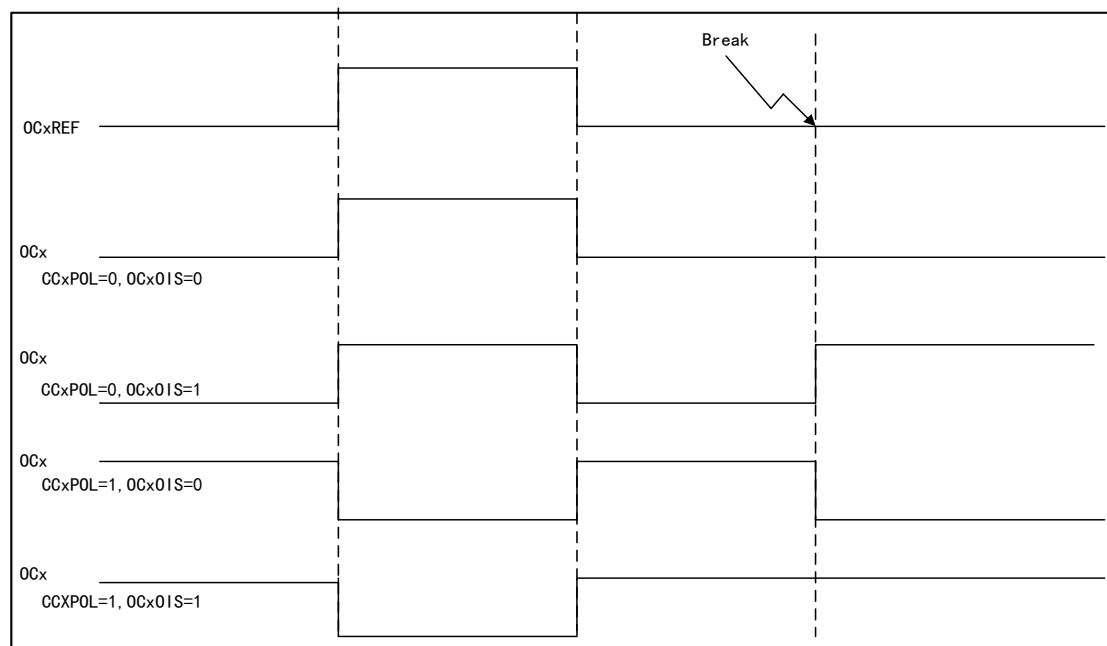 Break
OCxREF
OCx
CCxPOL=0,OCxOIS=0
OCx
CCxPOL=0,OCxOIS=1
OCx
CCxPOL=1,OCxOIS=0
OCx
CCXPOL=1,OCxOIS=1